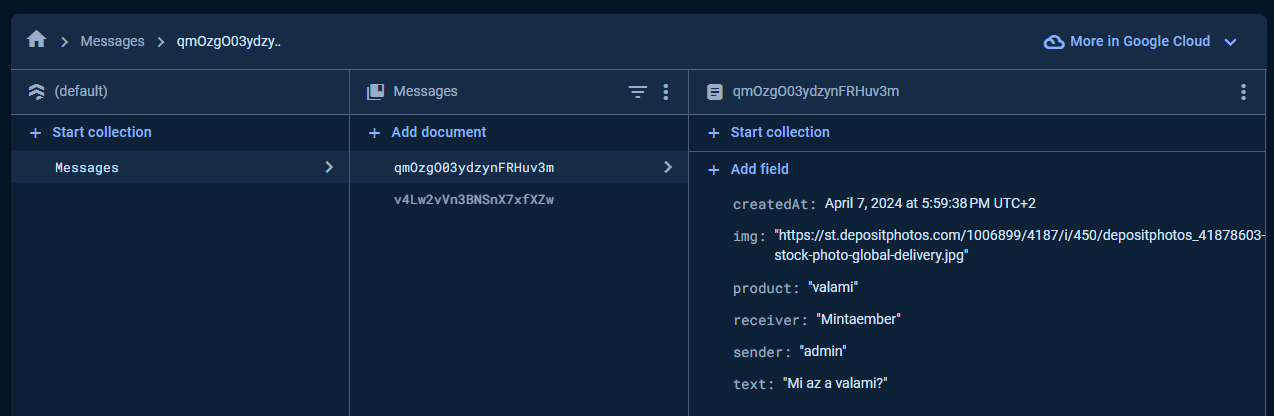 Messages
qmOzgO03ydzy..
More in Google Cloud
(default)
Messages
qmOzgO03ydzynFRHuv3m
Start collection
Add document
Start collection
Messages
qmOzgO03ydzynFRHuv3m
v4Lw2vVn3BNSnX7xfXZw
Add field
createdAt: April 7, 2024 at 5:59:38 PM UTC+2
img: "https://st.depositphotos.com/1006899/4187/i/450/depositphotos_41878603-
stock-photo-global-delivery.jpg"
product: "valami"
receiver: "Mintaember"
sender: "admin"
text: "Mi az a valami?"